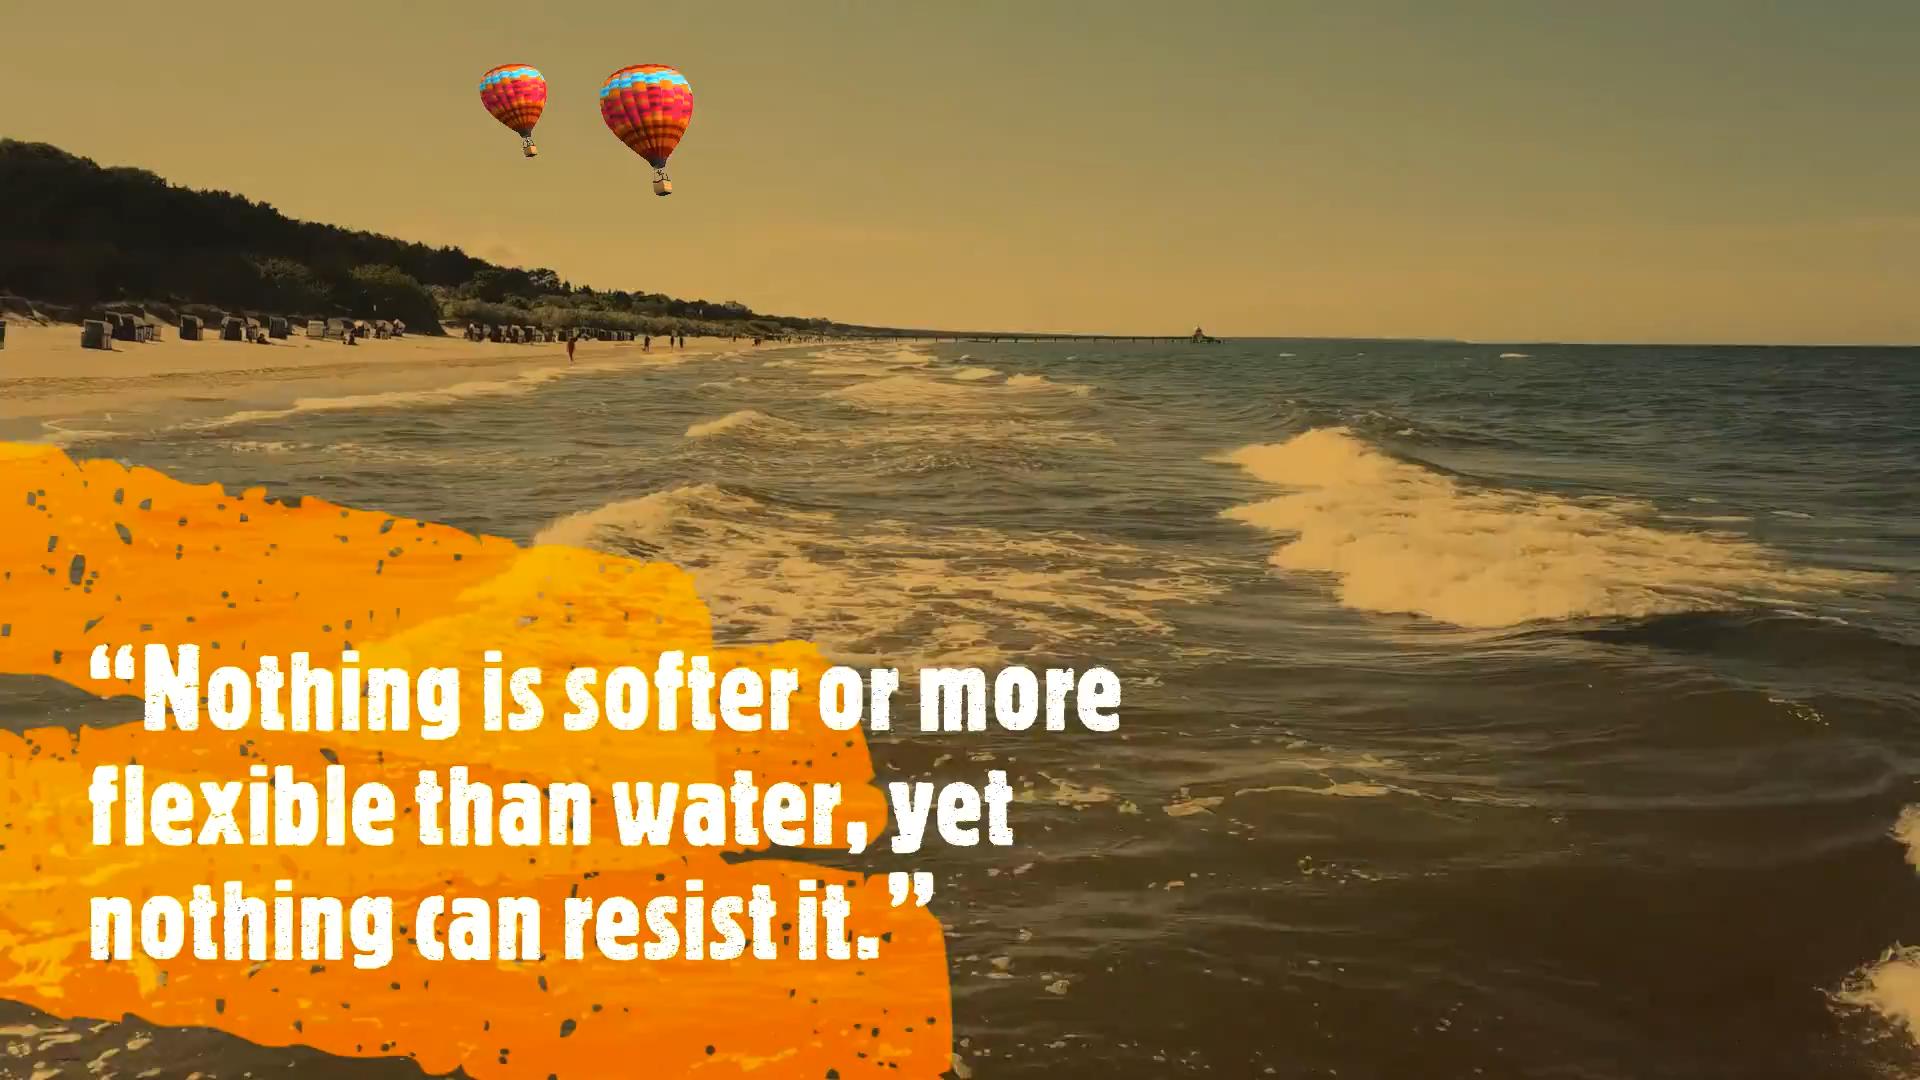 “Nothing is softer or more
flexible than water, yet
nothing can resist it.”